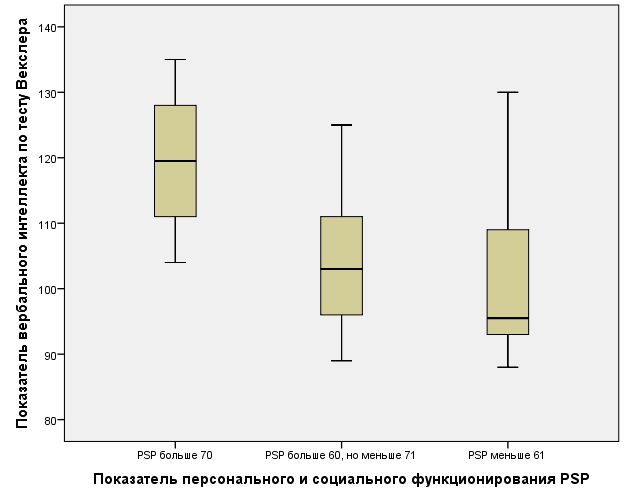 Показатель вербального интеллекта по тесту Векслера
140
130
120
110
100
90
80
PSP больше 70
PSP больше 60, но меньше 71
PSP меньше 61
Показатель персонального и социального функционирования PSP